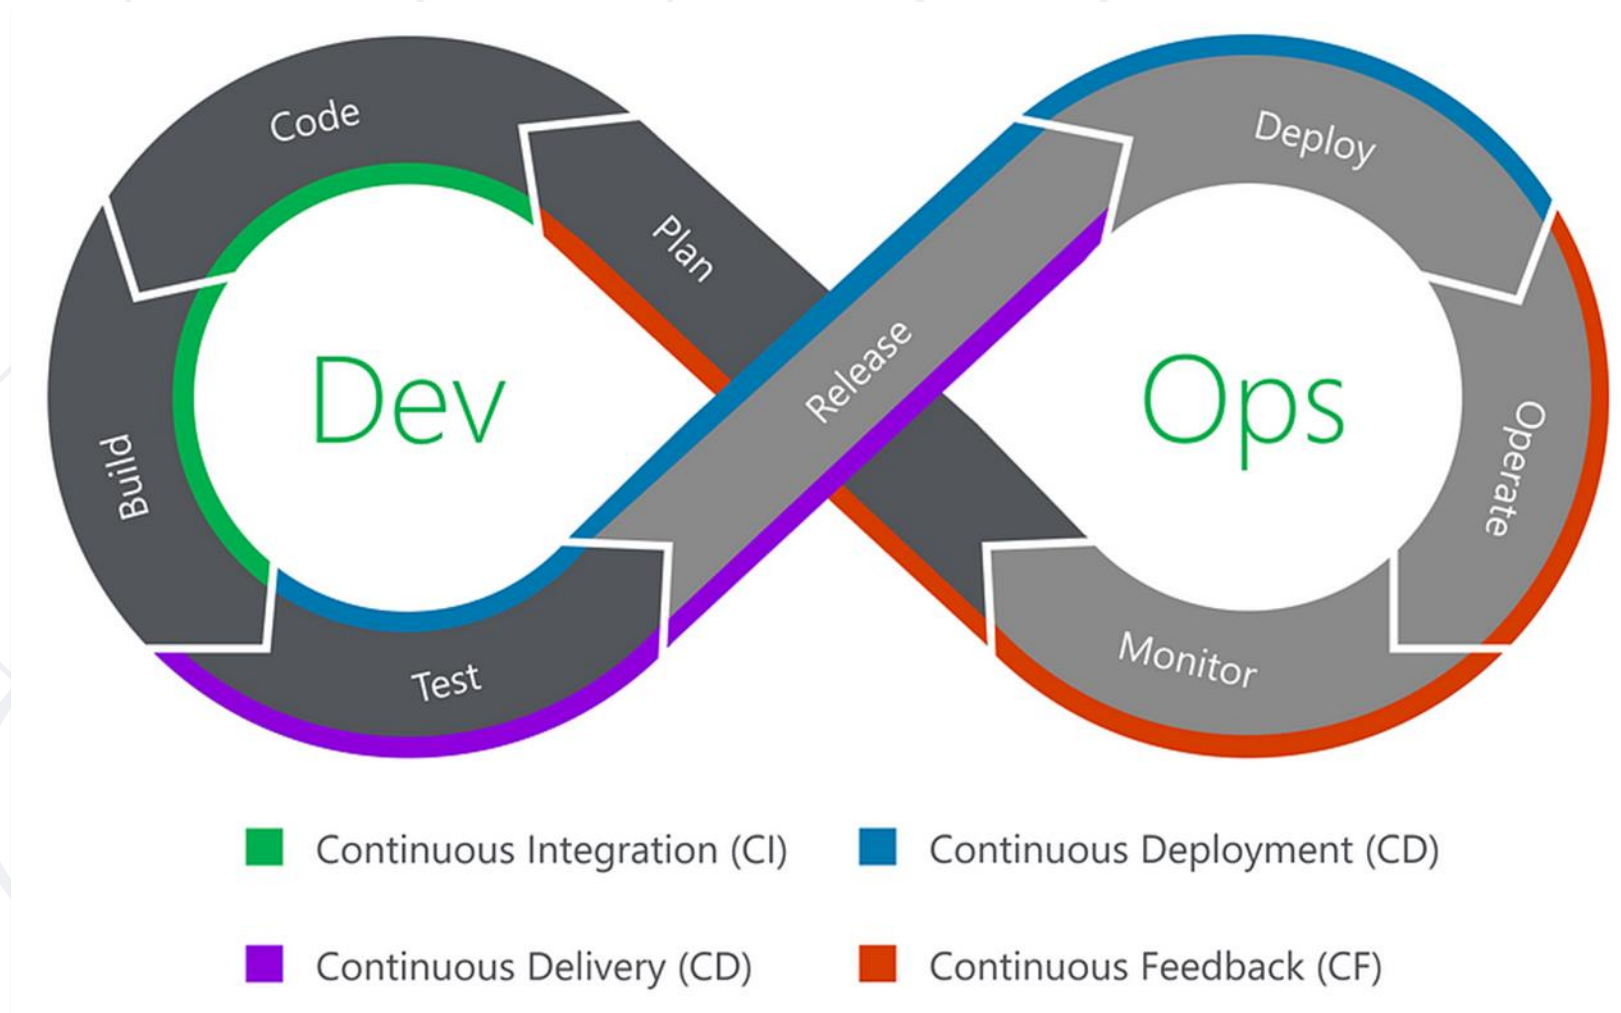 Code
Plan
Build
Test
Dev
Release
Deploy
Ops
Operate
Monitor
Continuous Integration (CI)
Continuous Deployment (CD)
Continuous Delivery (CD)
Continuous Feedback (CF)